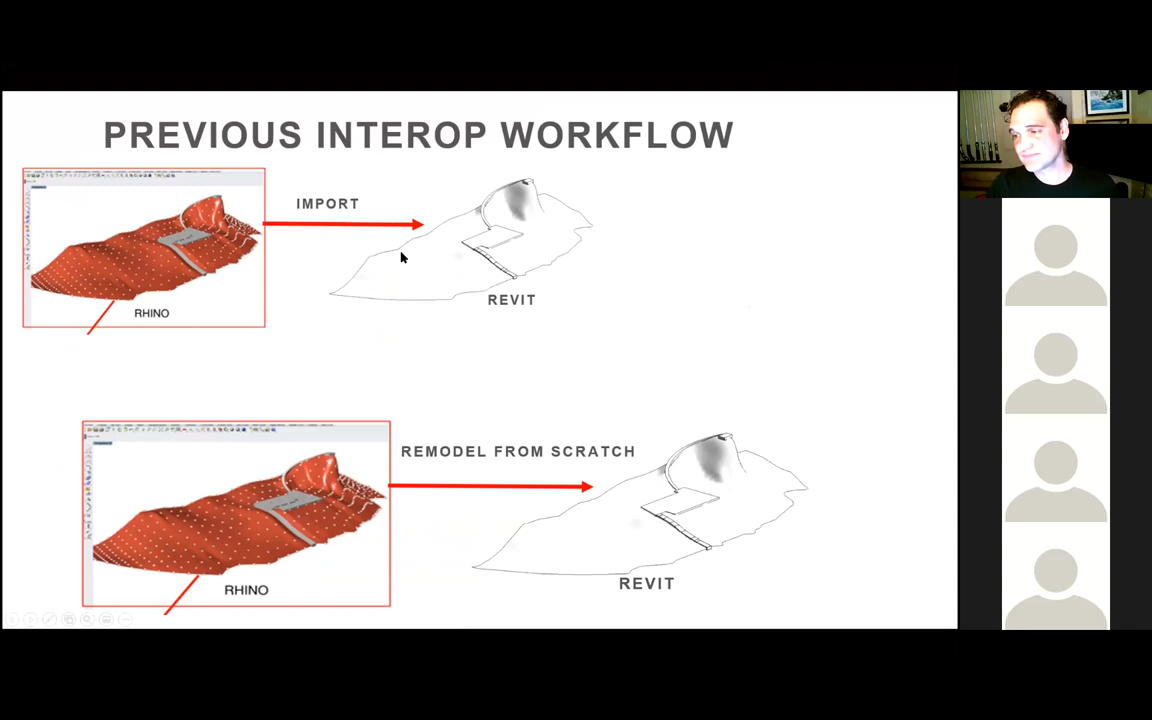 PREVIOUS INTEROP WORKFLOW
IMPORT
REVIT
RHINO
REMODEL FROM SCRATCH
REVIT
RHINO